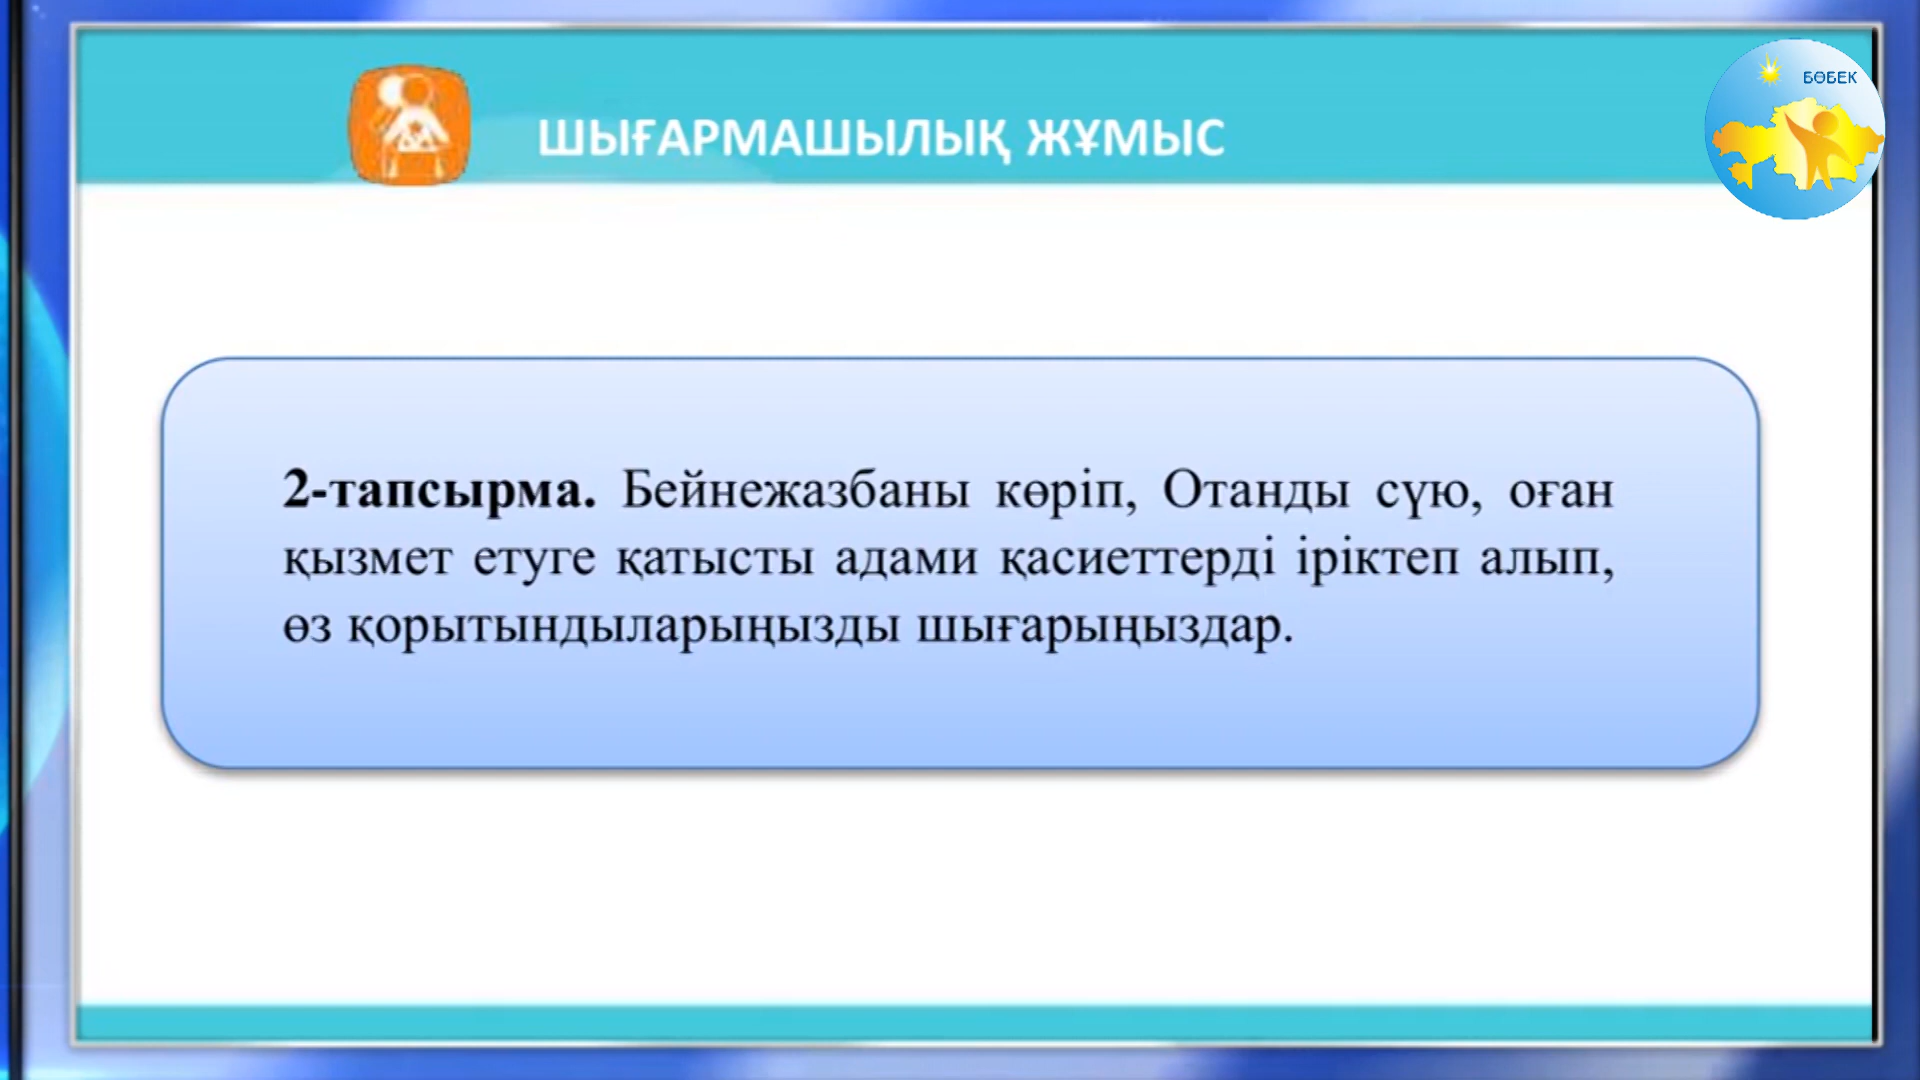 БӨБЕК
ШЫҒАРМАШЫЛЫҚ ЖҰМЫС
2-тапсырма. Бейнежазбаны көріп, Отанды сүю, оған
қызмет етуге қатысты адами қасиеттерді іріктеп алып,
өз қорытындыларыңызды шығарыңыздар.